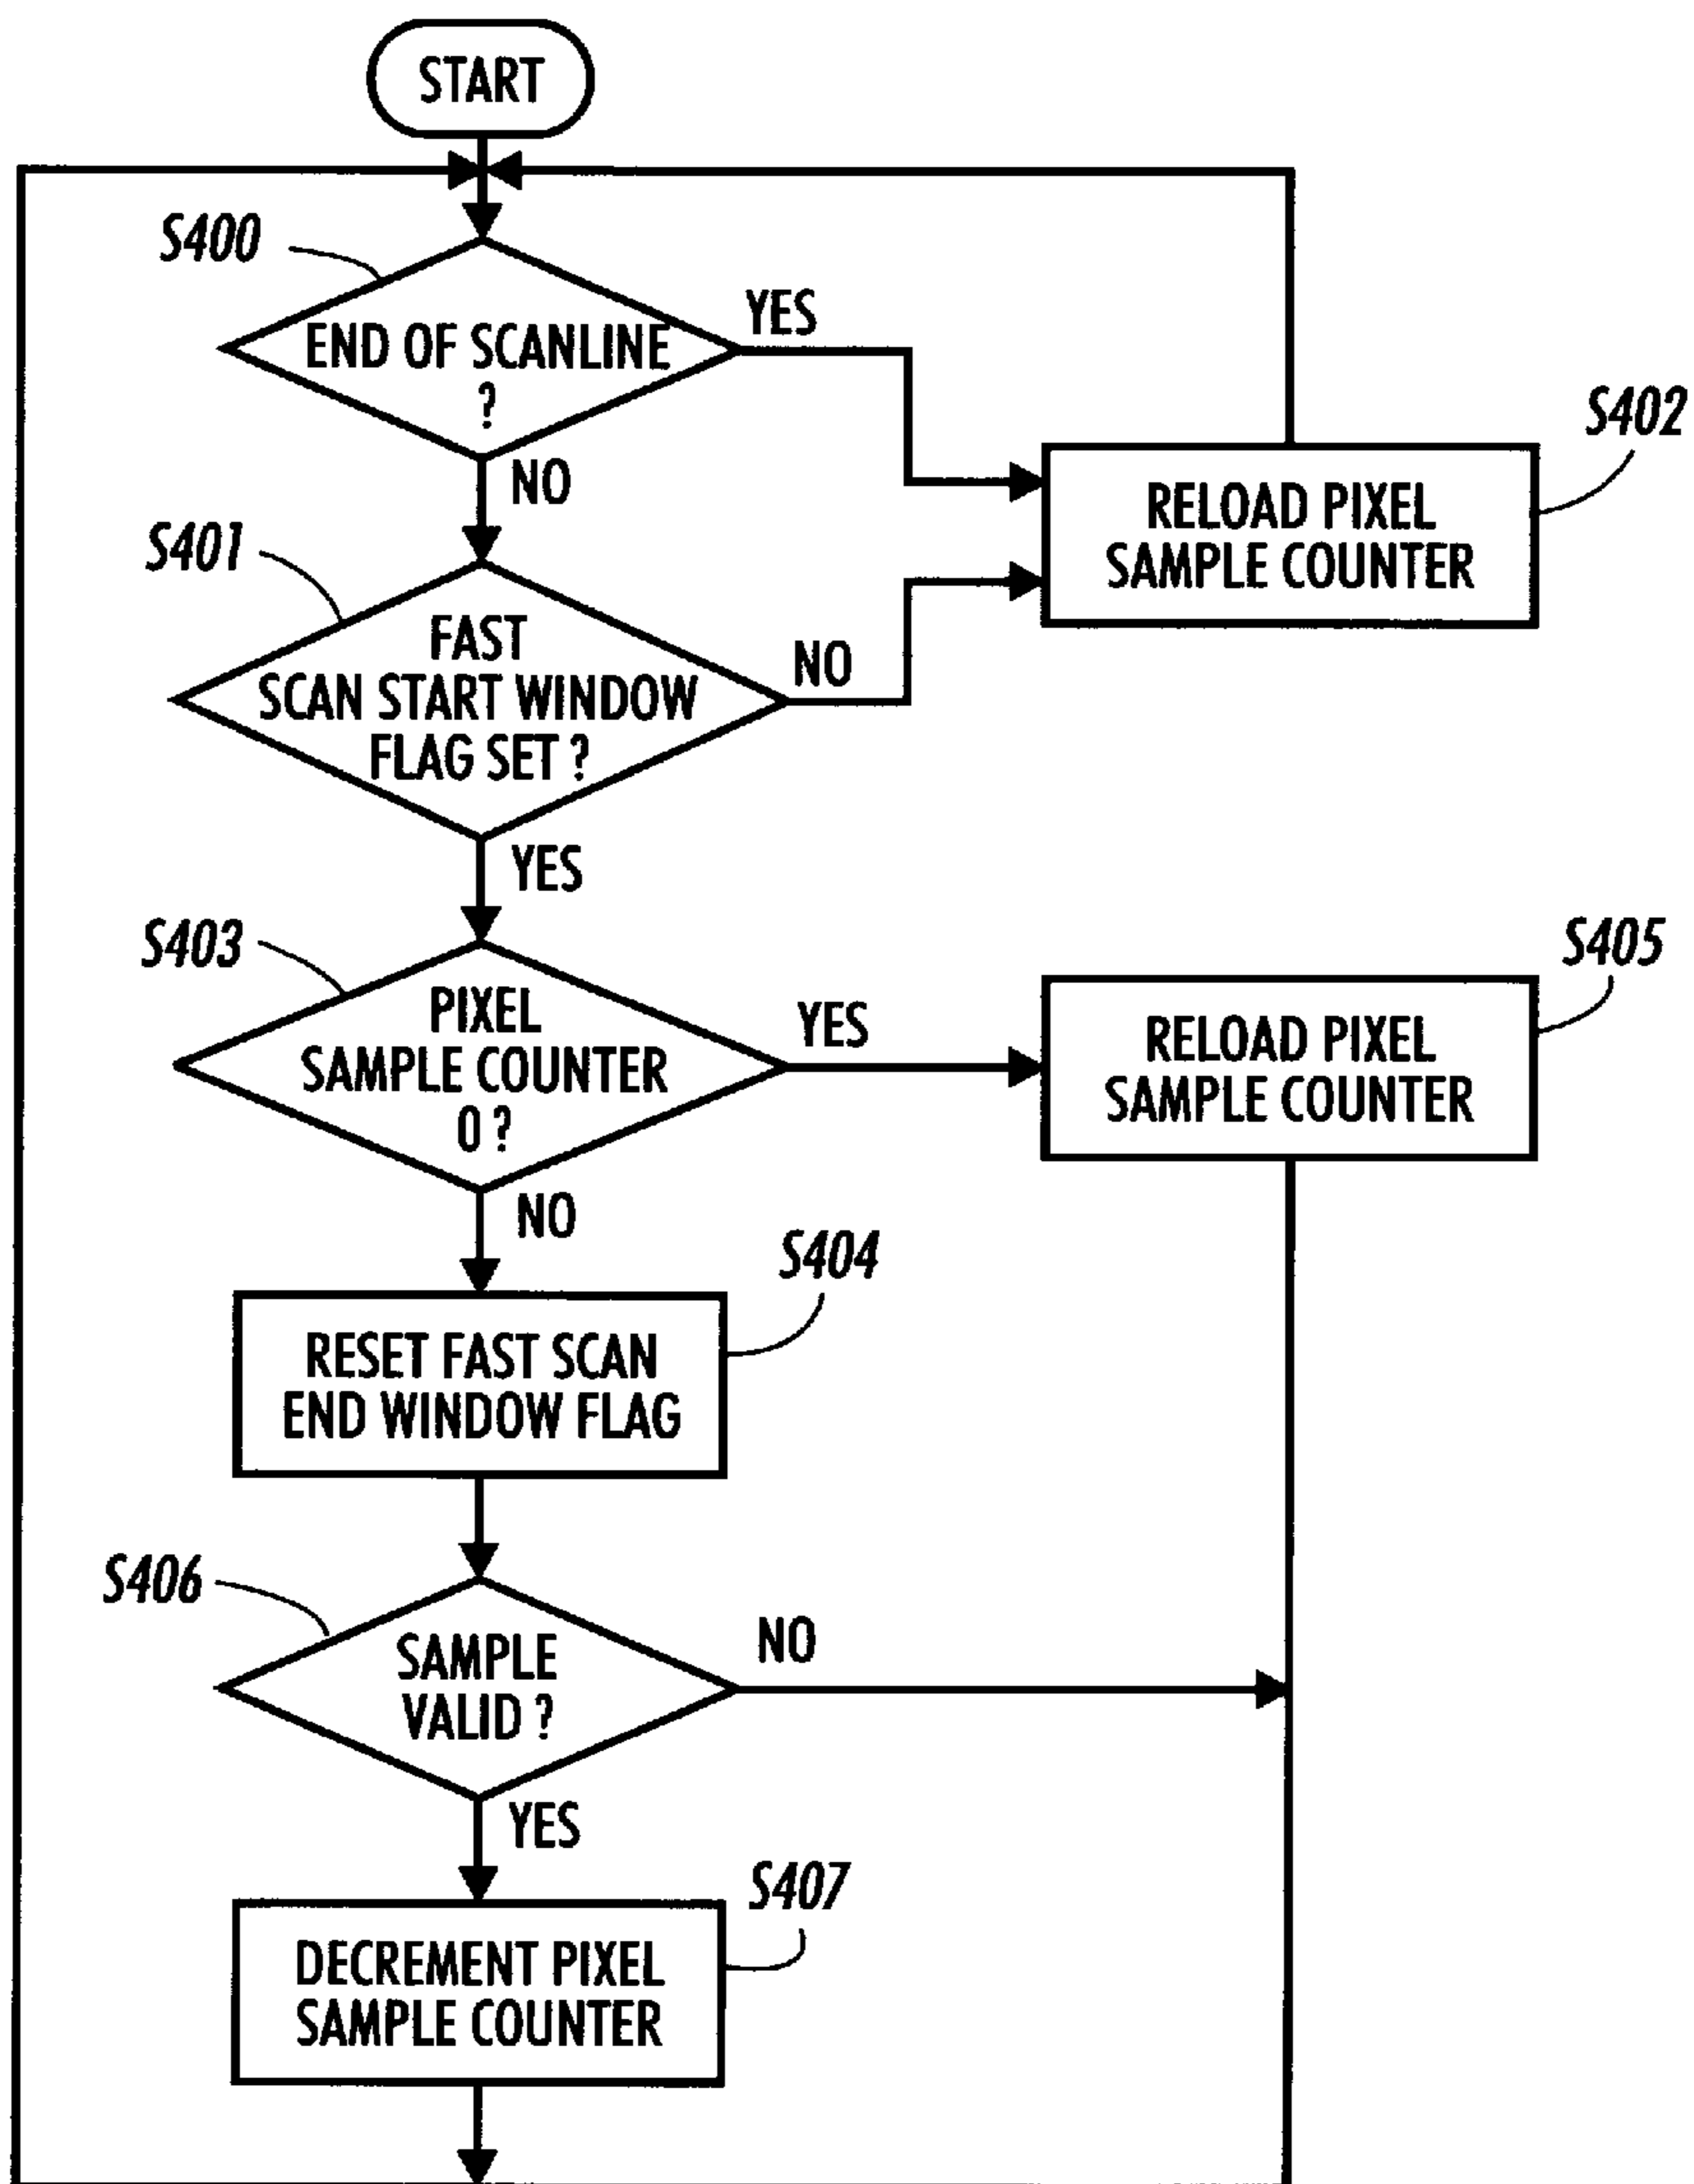 START
S400
END OF SCANLINE
?
YES
NO
S402
RELOAD PIXEL
SAMPLE COUNTER
S401
FAST
SCAN START WINDOW
FLAG SET ?
NO
YES
S403
PIXEL
SAMPLE COUNTER
0 ?
YES
NO
S405
RELOAD PIXEL
SAMPLE COUNTER
S404
RESET FAST SCAN
END WINDOW FLAG
S406
SAMPLE
VALID ?
NO
YES
S407
DECREMENT PIXEL
SAMPLE COUNTER